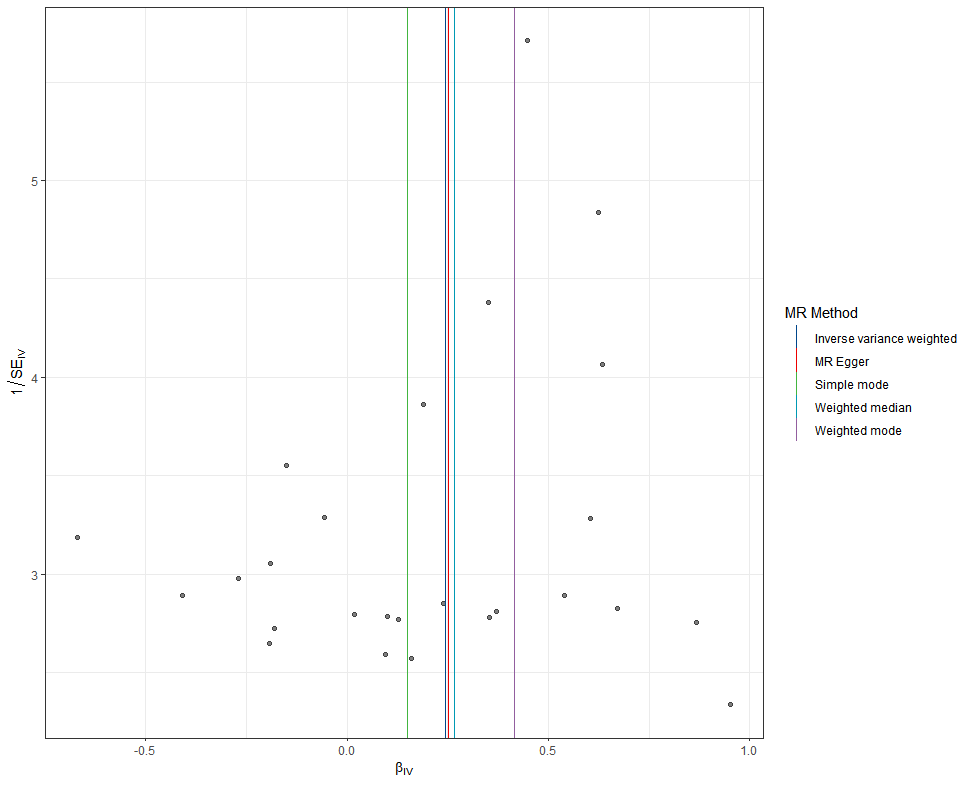 5
4
3
1 / SE_IV
-0.5 0.0 0.5 1.0
β_IV
MR Method
Inverse variance weighted
MR Egger
Simple mode
Weighted median
Weighted mode